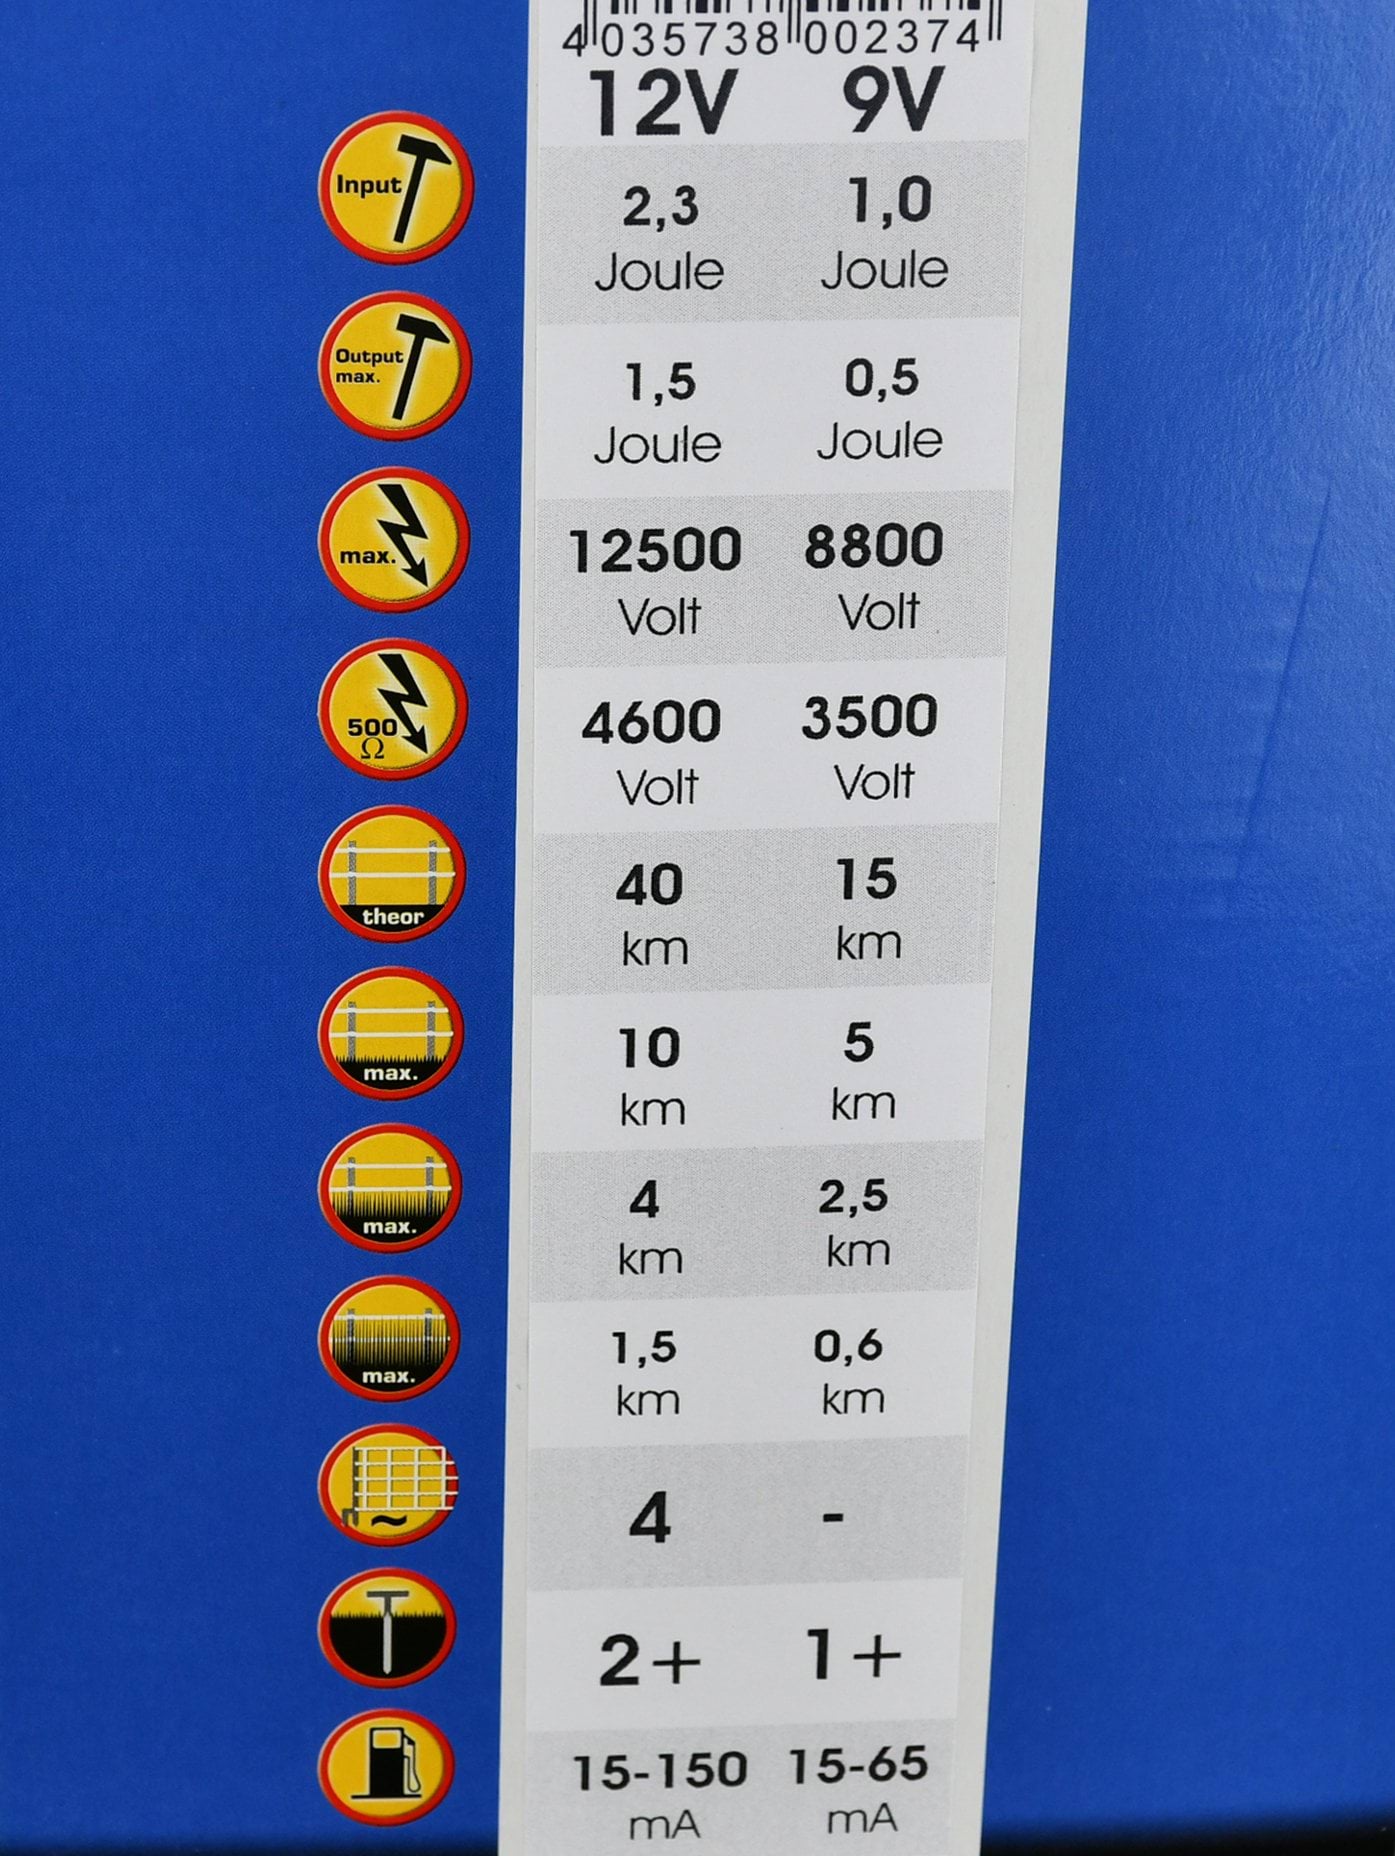 4 035738 002374
12V 9V
Input 2,3 1,0
Joule Joule
Output
max. 1,5 0,5
Joule Joule
max. 12500 8800
Volt Volt
500
Ω 4600 3500
Volt Volt
40 15
theor km km
10 5
max. km km
4 2,5
max. km km
1,5 0,6
max. km km
~ 4 -
2+ 1+
15-150 15-65
mA mA